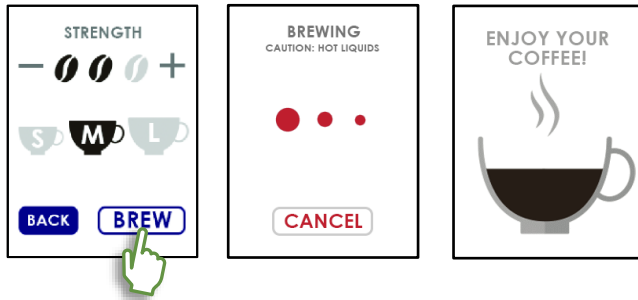 STRENGTH
S M L
BACK BREW
BREWING
CAUTION: HOT LIQUIDS
CANCEL
ENJOY YOUR
COFFEE!